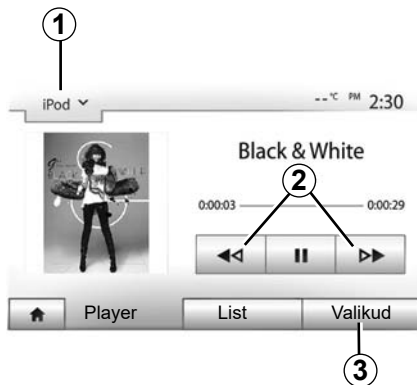 1
iPod
--°C PM 2:30
Black & White
2
0:00:03 0:00:29
Player List Valikud
3